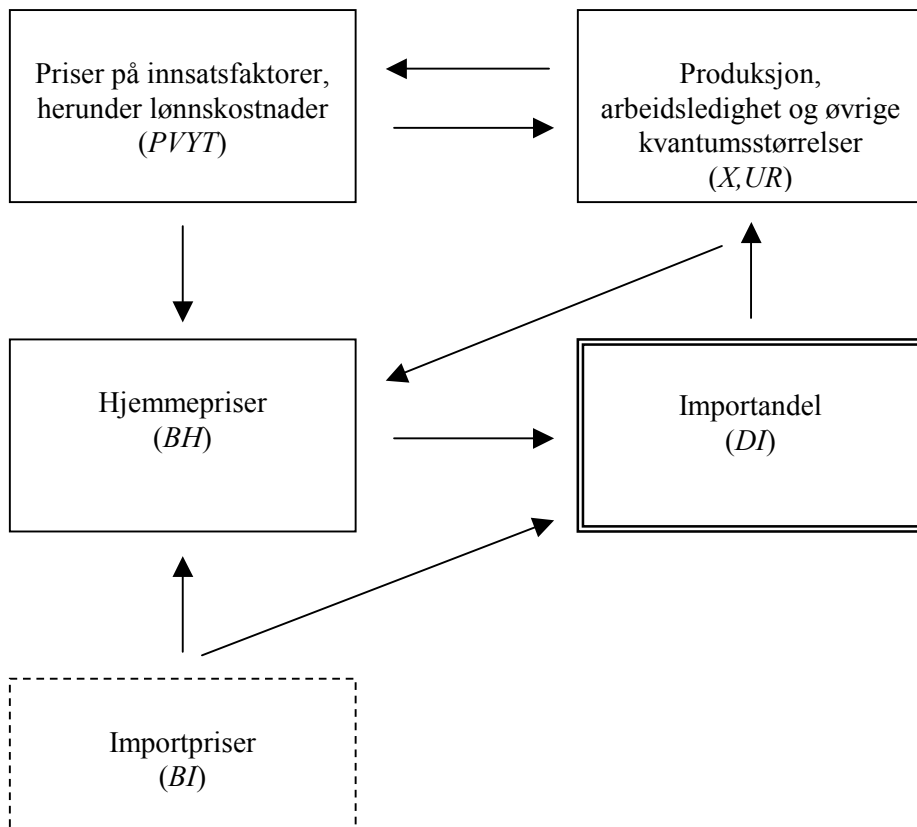 Priser på innsatsfaktorer,
herunder lønnskostnader
(PVYT)
Produksjon,
arbeidsledighet og øvrige
kvantumsstørrelser
(X,UR)
Hjemmepriser
(BH)
Importandel
(DI)
Importpriser
(BI)